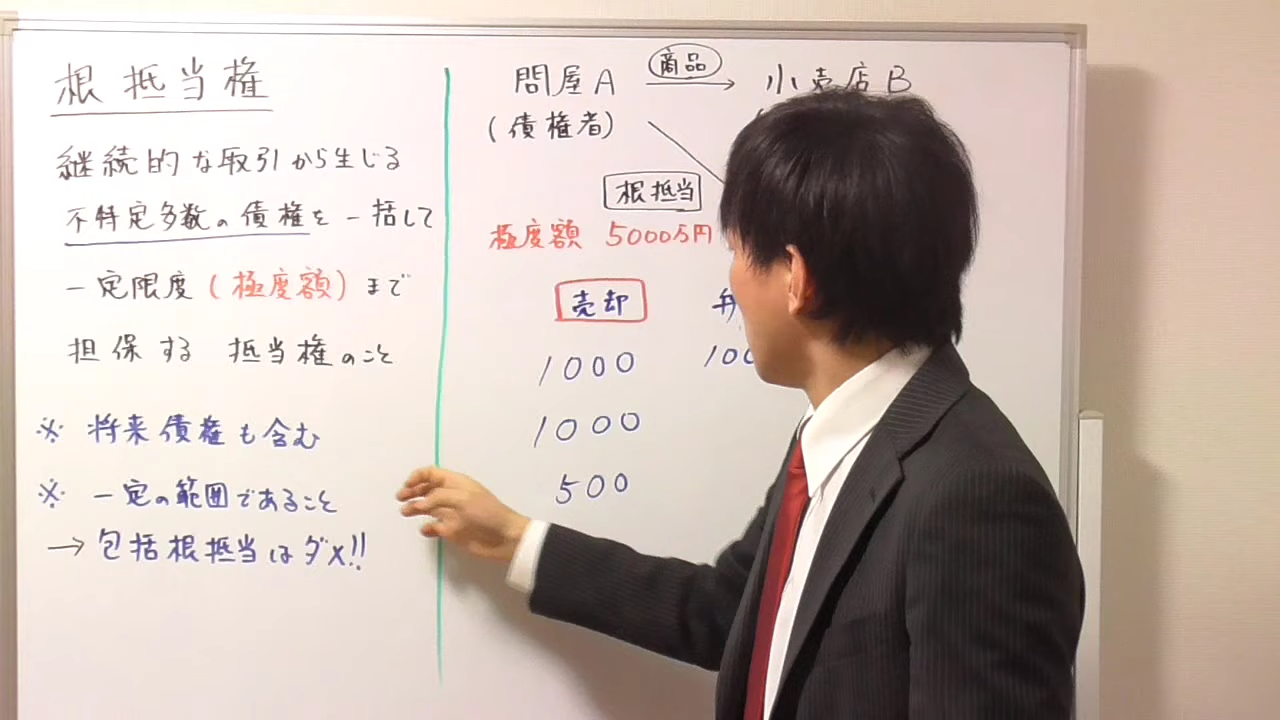 根抵当権
継続的な取引から生じる
不特定多数の債権を一括して
一定限度(極度額)まで
担保する 抵当権のこと
※ 将来債権も含む
※ 一定の範囲であること
→ 包括根抵当はダメ!!
問屋A 商品 → 小売店B
(債権者)
根抵当
極度額 5000万円
売却
1000
1000
500